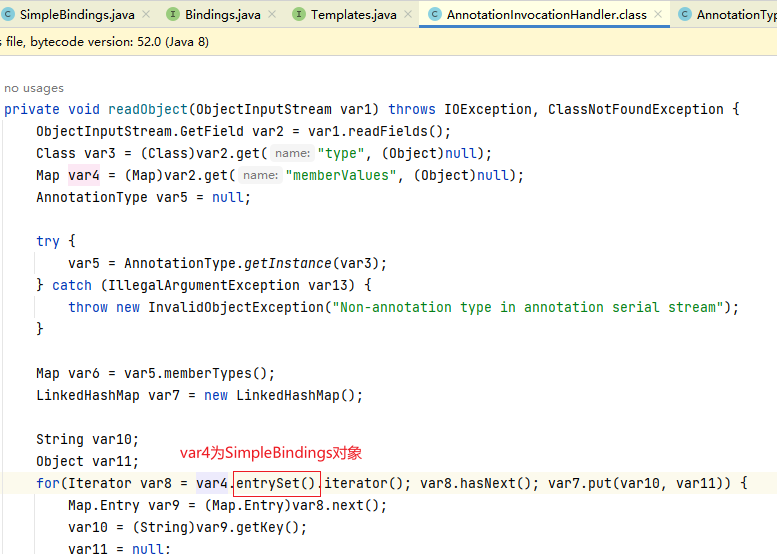 SimpleBindings.java × Bindings.java × Templates.java × AnnotationInvocationHandler.class × AnnotationTyp
s file, bytecode version: 52.0 (Java 8)
no usages
private void readObject(ObjectInputStream var1) throws IOException, ClassNotFoundException {
    ObjectInputStream.GetField var2 = var1.readFields();
    Class var3 = (Class)var2.get( name: "type", (Object)null);
    Map var4 = (Map)var2.get( name: "memberValues", (Object)null);
    AnnotationType var5 = null;
    try {
        var5 = AnnotationType.getInstance(var3);
    } catch (IllegalArgumentException var13) {
        throw new InvalidObjectException("Non-annotation type in annotation serial stream");
    }
    Map var6 = var5.memberTypes();
    LinkedHashMap var7 = new LinkedHashMap();
    String var10;
    Object var11;
var4为SimpleBindings对象
    for(Iterator var8 = var4.entrySet().iterator(); var8.hasNext(); var7.put(var10, var11)) {
        Map.Entry var9 = (Map.Entry)var8.next();
        var10 = (String)var9.getKey();
        var11 = null;